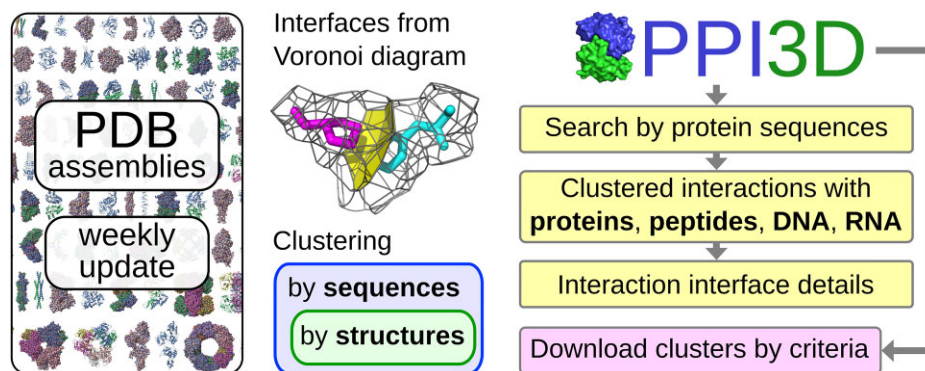 PDB
assemblies
weekly
update
Interfaces from
Voronoi diagram
Clustering
by sequences
by structures
PPI3D
Search by protein sequences
Clustered interactions with
proteins, peptides, DNA, RNA
Interaction interface details
Download clusters by criteria